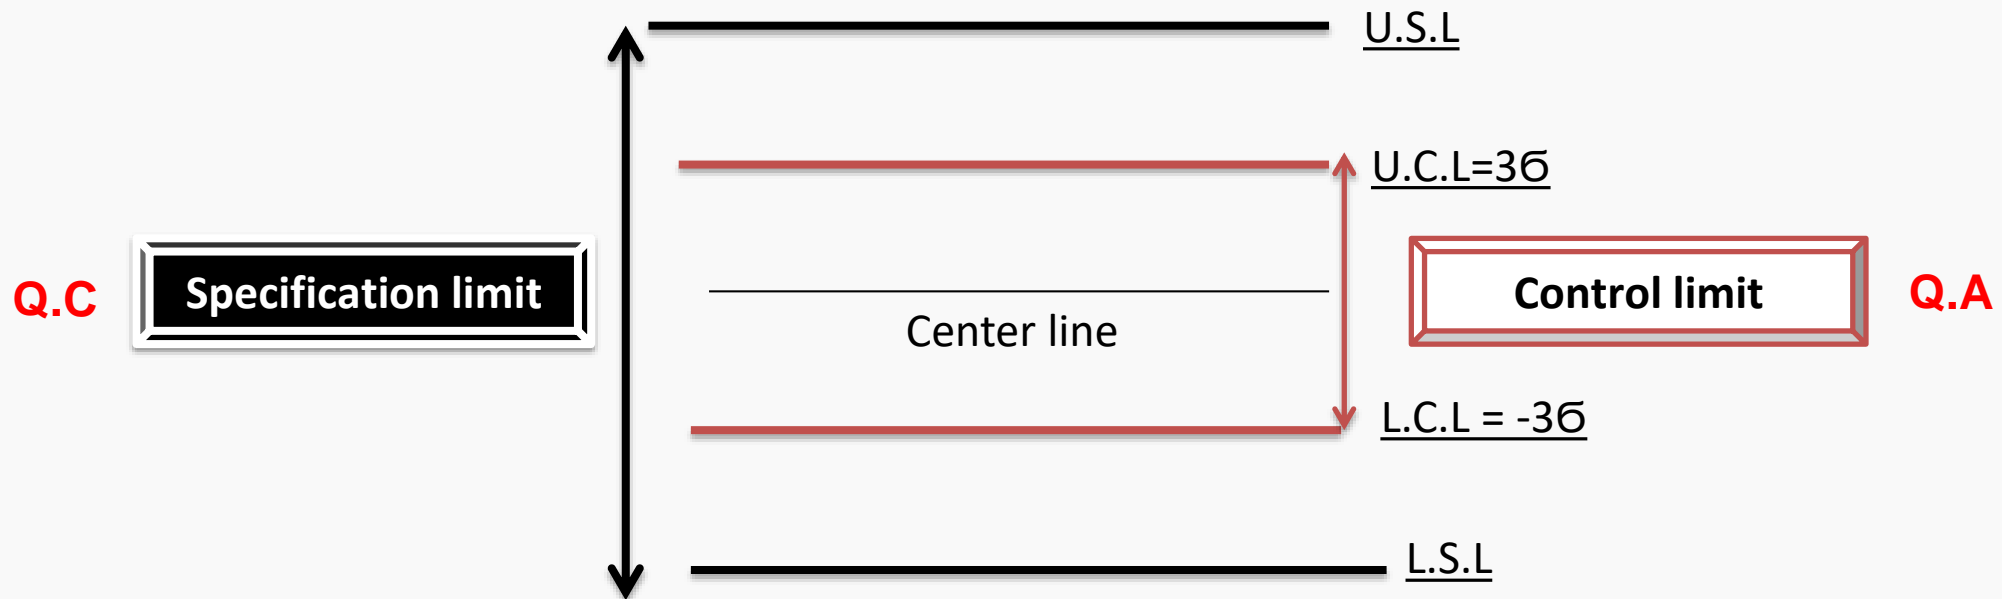 U.S.L
U.C.L=3б
Q.C
Specification limit
Center line
Control limit
Q.A
L.C.L = -3б
L.S.L